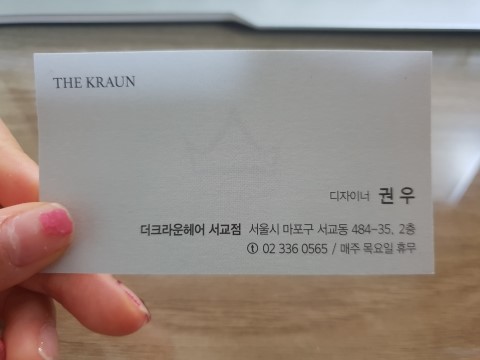 THE KRAUN
디자이너 권 우
더크라운헤어 서교점 서울시 마포구 서교동 484-35, 2층
ⓣ 02 336 0565 / 매주 목요일 휴무